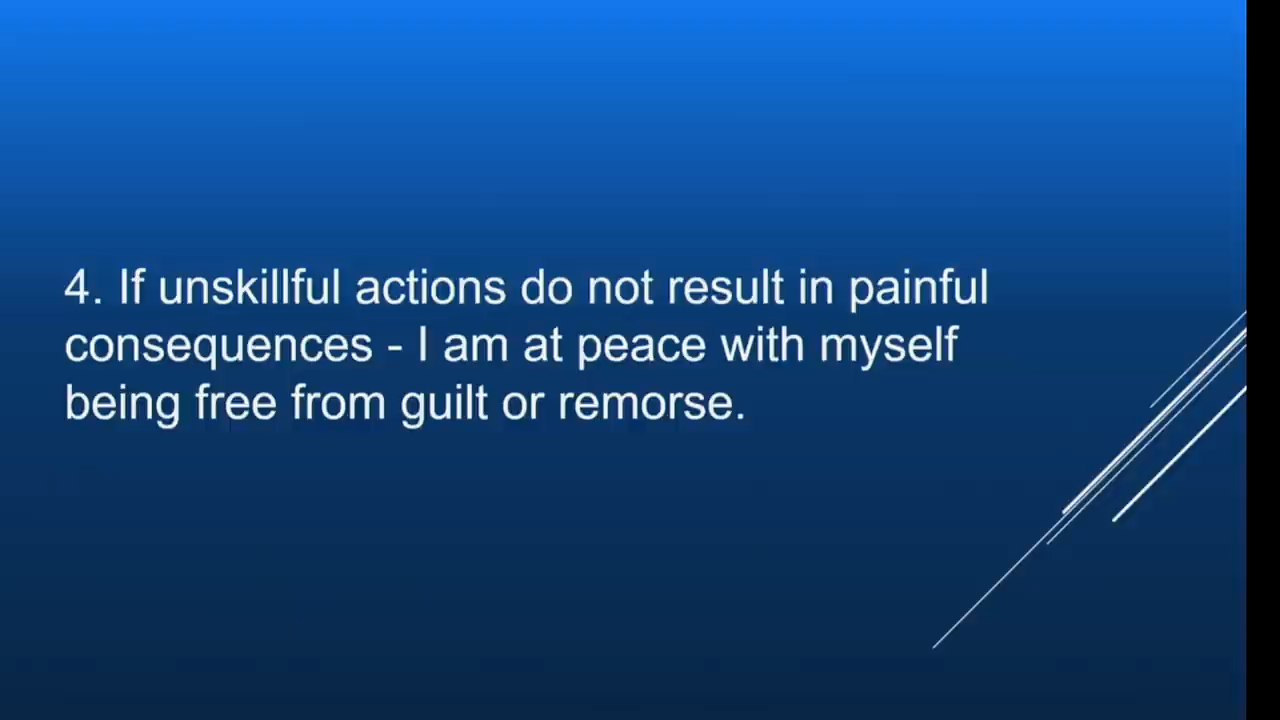 4. If unskillful actions do not result in painful
consequences - I am at peace with myself
being free from guilt or remorse.